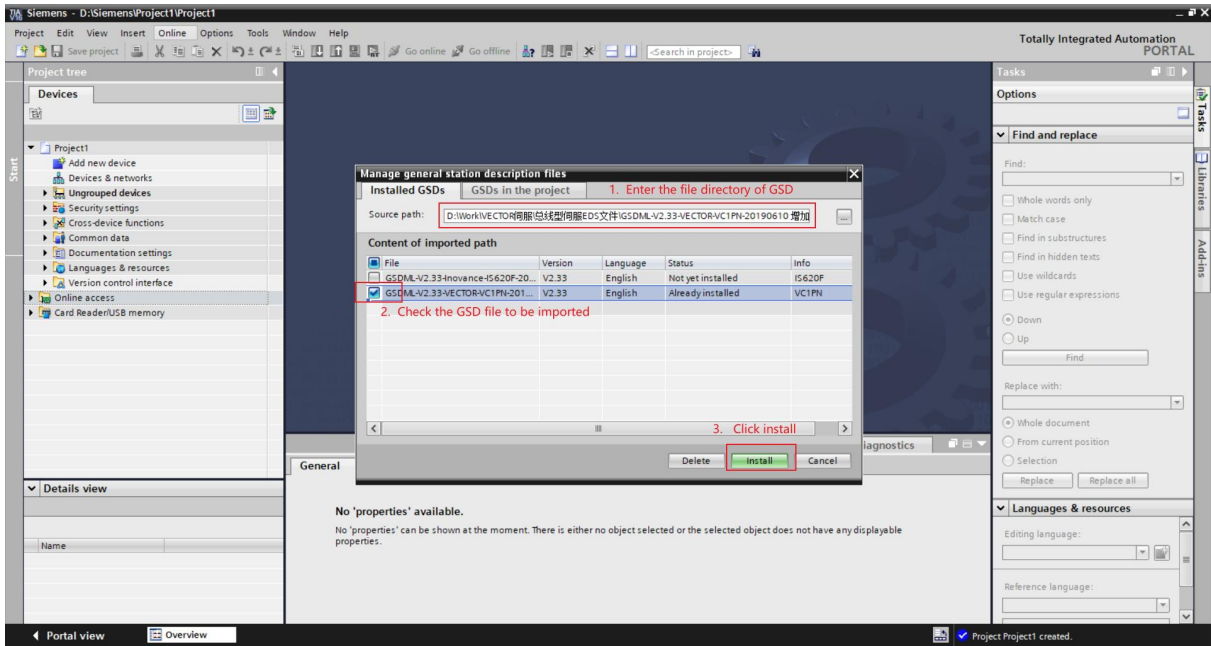 Siemens - D:\Siemens\Project1\Project1
Project Edit View Insert Online Options Tools Window Help
Save project Go online Go offline <Search in project>
Totally Integrated Automation
PORTAL
Start
Project tree
Devices
Project1
Add new device
Devices & networks
Ungrouped devices
Security settings
Cross-device functions
Common data
Documentation settings
Languages & resources
Version control interface
Online access
Card Reader/USB memory
Details view
Name
Manage general station description files
Installed GSDs GSDs in the project 1. Enter the file directory of GSD
Source path: D:\Work\VECTOR伺服\总线型伺服EDS文件\GSDML-V2.33-VECTOR-VC1PN-20190610 增加 ...
Content of imported path
File Version Language Status Info
GSDML-V2.33-Inovance-IS620F-20... V2.33 English Not yet installed IS620F
GSDML-V2.33-VECTOR-VC1PN-201... V2.33 English Already installed VC1PN
2. Check the GSD file to be imported
3. Click install
Delete Install Cancel
iagnostics
General
No 'properties' available.
No 'properties' can be shown at the moment. There is either no object selected or the selected object does not have any displayable
properties.
Tasks
Options
Find and replace
Find:
Whole words only
Match case
Find in substructures
Find in hidden texts
Use wildcards
Use regular expressions
Down
Up
Find
Replace with:
Whole document
From current position
Selection
Replace Replace all
Languages & resources
Editing language:
Reference language:
Tasks
Libraries
Add-ins
Portal view Overview Project Project1 created.